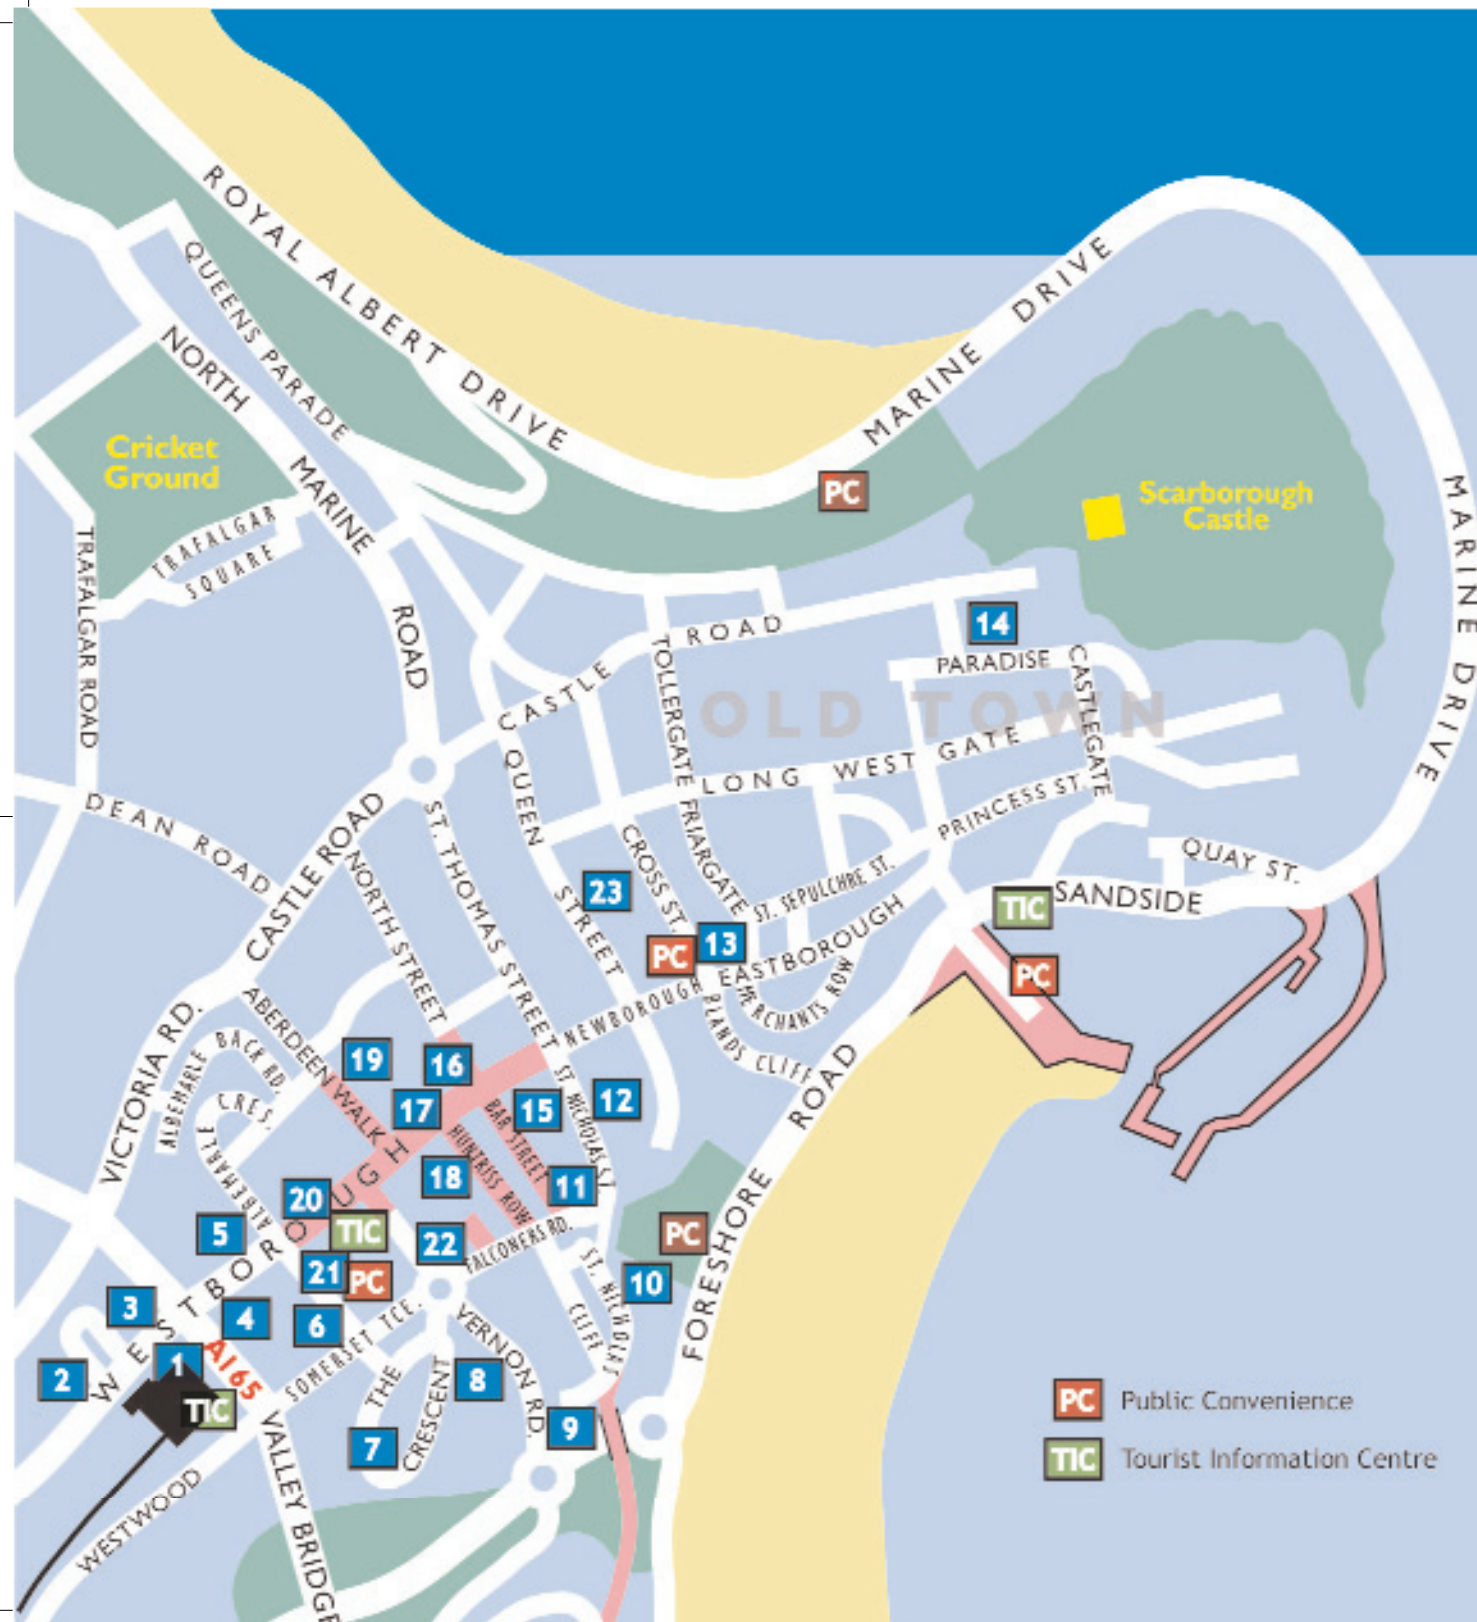 ROYAL ALBERT DRIVE
MARINE DRIVE
MARINE DRIVE
QUEENS PARADE
NORTH MARINE ROAD
Cricket
Ground
PC
Scarborough
Castle
MARINE DRIVE
TRAFALGAR
SQUARE
TRAFALGAR ROAD
14
CASTLE ROAD
TOLLERGATE
PARADISE
CASTLEGATE
OLD TOWN
LONG WEST GATE
QUEEN STREET
PRINCESS ST.
DEAN ROAD
CASTLE ROAD
NORTH STREET
ST. THOMAS STREET
CROSS ST.
FRIARGATE
ST. SEPULCHRE ST.
QUAY ST.
SANDSIDE
TIC
23
13
PC
PC
EASTBOROUGH
NEWBOROUGH
MERCHANTS ROW
BLANDS CLIFF
VICTORIA RD.
ABERDEEN WALK
ALBEMARLE BACK RD.
ALBEMARLE
CRES.
19
16
17
15
12
BAR STREET
HUNTRISS ROW
ST. NICHOLAS ST.
18
11
20
TIC
5
22
FALCONERS RD.
PC
21
PC
10
FORESHORE ROAD
WESTBOROUGH
3
4
6
ST. NICHOLAS
CLIFF
SOMERSET TCE.
VERNON RD.
2
1
A165
TIC
THE
CRESCENT
8
7
9
WESTWOOD
VALLEY BRIDGE
PC Public Convenience
TIC Tourist Information Centre